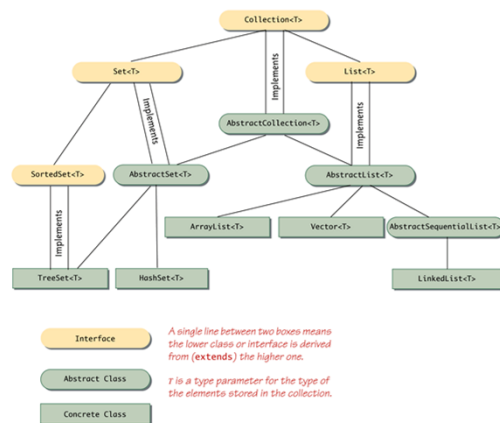 Collection<T>
Set<T>
List<T>
Implements
Implements
Implements
AbstractCollection<T>
SortedSet<T>
AbstractSet<T>
AbstractList<T>
Implements
ArrayList<T>
Vector<T>
AbstractSequentialList<T>
TreeSet<T>
HashSet<T>
LinkedList<T>
Interface
A single line between two boxes means
the lower class or interface is derived
from (extends) the higher one.
Abstract Class
T is a type parameter for the type of
the elements stored in the collection.
Concrete Class